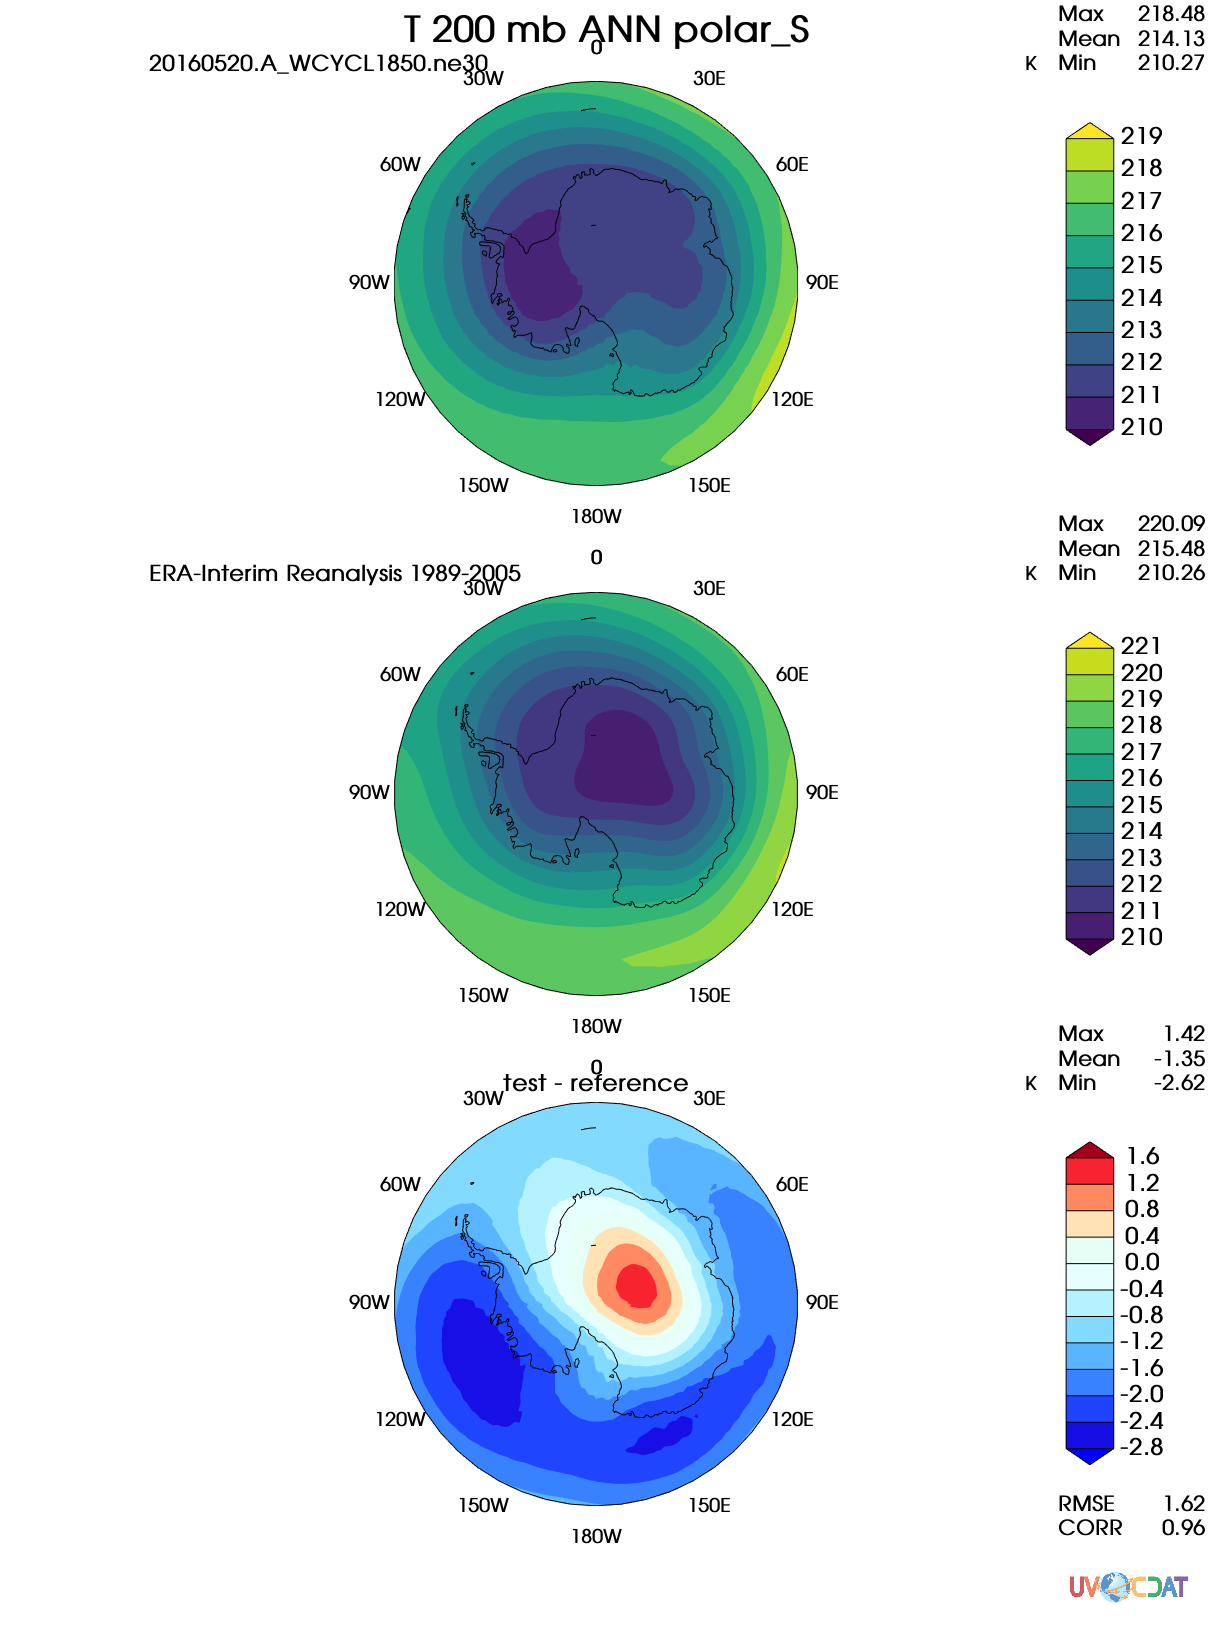 T 200 mb ANN polar_S
20160520.A_WCYCL1850.ne30
Max 218.48
Mean 214.13
K Min 210.27
0
30W 30E
60W 60E
90W 90E
120W 120E
150W 150E
180W
219
218
217
216
215
214
213
212
211
210
ERA-Interim Reanalysis 1989-2005
Max 220.09
Mean 215.48
K Min 210.26
0
30W 30E
60W 60E
90W 90E
120W 120E
150W 150E
180W
221
220
219
218
217
216
215
214
213
212
211
210
test - reference
Max 1.42
Mean -1.35
K Min -2.62
0
30W 30E
60W 60E
90W 90E
120W 120E
150W 150E
180W
1.6
1.2
0.8
0.4
0.0
-0.4
-0.8
-1.2
-1.6
-2.0
-2.4
-2.8
RMSE 1.62
CORR 0.96
UVCDAT